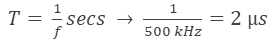 T = 1/f secs → 1/500 kHz = 2 μs